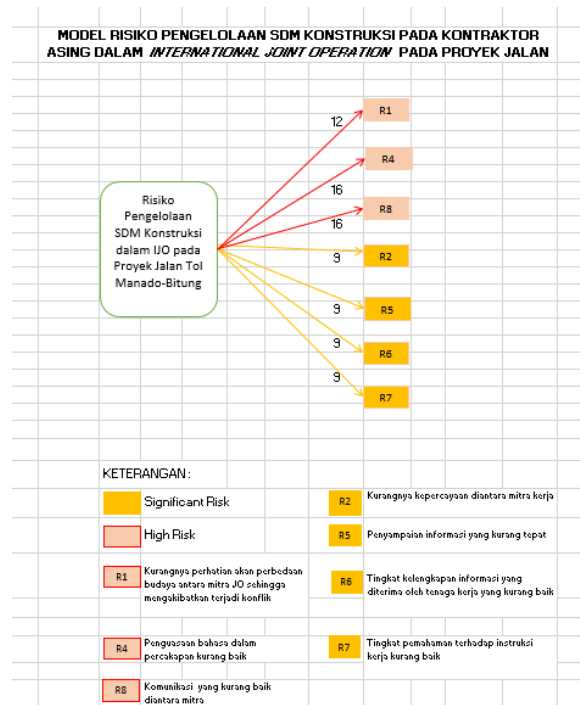 MODEL RISIKO PENGELOLAAN SDM KONSTRUKSI PADA KONTRAKTOR
ASING DALAM INTERNATIONAL JOINT OPERATION PADA PROYEK JALAN
12
R1
R4
16
R8
16
Risiko
Pengelolaan
SDM Konstruksi
dalam IJO pada
Proyek Jalan Tol
Manado-Bitung
9
R2
9
R5
9
R6
9
R7
KETERANGAN:
Significant Risk
High Risk
R1
Kurangnya perhatian akan perbedaan
budaya antara mitra JO sehingga
mengakibatkan terjadi konflik
R4
Penguasaan bahasa dalam
percakapan kurang baik
R8
Komunikasi yang kurang baik
diantara mitra
R2
Kurangnya kepercayaan diantara mitra kerja
R5
Penyampaian informasi yang kurang tepat
R6
Tingkat kelengkapan informasi yang
diterima oleh tenaga kerja yang kurang baik
R7
Tingkat pemahaman terhadap instruksi
kerja kurang baik